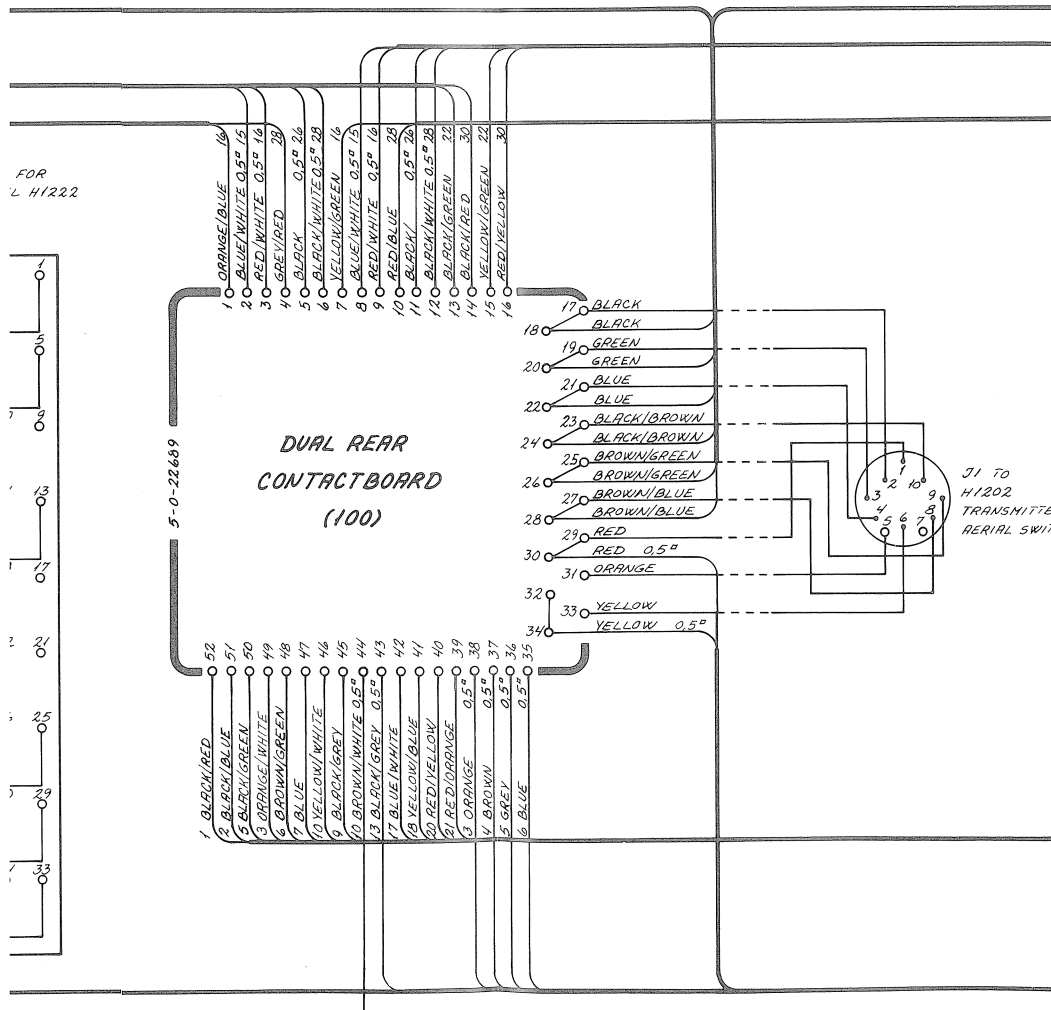 FOR
L H1222
ORANGE/BLUE 16
BLUE/WHITE 0,5¤ 15
RED/WHITE 0,5¤ 16
GREY/RED 28
BLACK 0,5¤ 26
BLACK/WHITE 0,5¤ 28
YELLOW/GREEN 16
BLUE/WHITE 0,5¤ 15
RED/WHITE 0,5¤ 16
RED/BLUE 28
BLACK/ 0,5¤ 26
BLACK/WHITE 0,5¤ 28
BLACK/GREEN 22
BLACK/RED 30
YELLOW/GREEN 22
RED/YELLOW 30
1 2 3 4 5 6 7 8 9 10 11 12 13 14 15 16
1
5
9
13
17
21
25
29
33
5-0-22689
DUAL REAR
CONTACTBOARD
(100)
17 BLACK
18 BLACK
19 GREEN
20 GREEN
21 BLUE
22 BLUE
23 BLACK/BROWN
24 BLACK/BROWN
25 BROWN/GREEN
26 BROWN/GREEN
27 BROWN/BLUE
28 BROWN/BLUE
29 RED
30 RED 0,5¤
31 ORANGE
32
33 YELLOW
34 YELLOW 0,5¤
1
2 10
3 9
4 8
5 6 7
J1 TO
H1202
TRANSMITTE
AERIAL SWIT
52 51 50 49 48 47 46 45 44 43 42 41 40 39 38 37 36 35
1 BLACK/RED
2 BLACK/BLUE
5 BLACK/GREEN
3 ORANGE/WHITE
6 BROWN/GREEN
7 BLUE
10 YELLOW/WHITE
9 BLACK/GREY
10 BROWN/WHITE 0,5¤
13 BLACK/GREY 0,5¤
17 BLUE/WHITE
18 YELLOW/BLUE
20 RED/YELLOW
21 RED/ORANGE
3 ORANGE 0,5¤
4 BROWN 0,5¤
5 GREY 0,5¤
6 BLUE 0,5¤